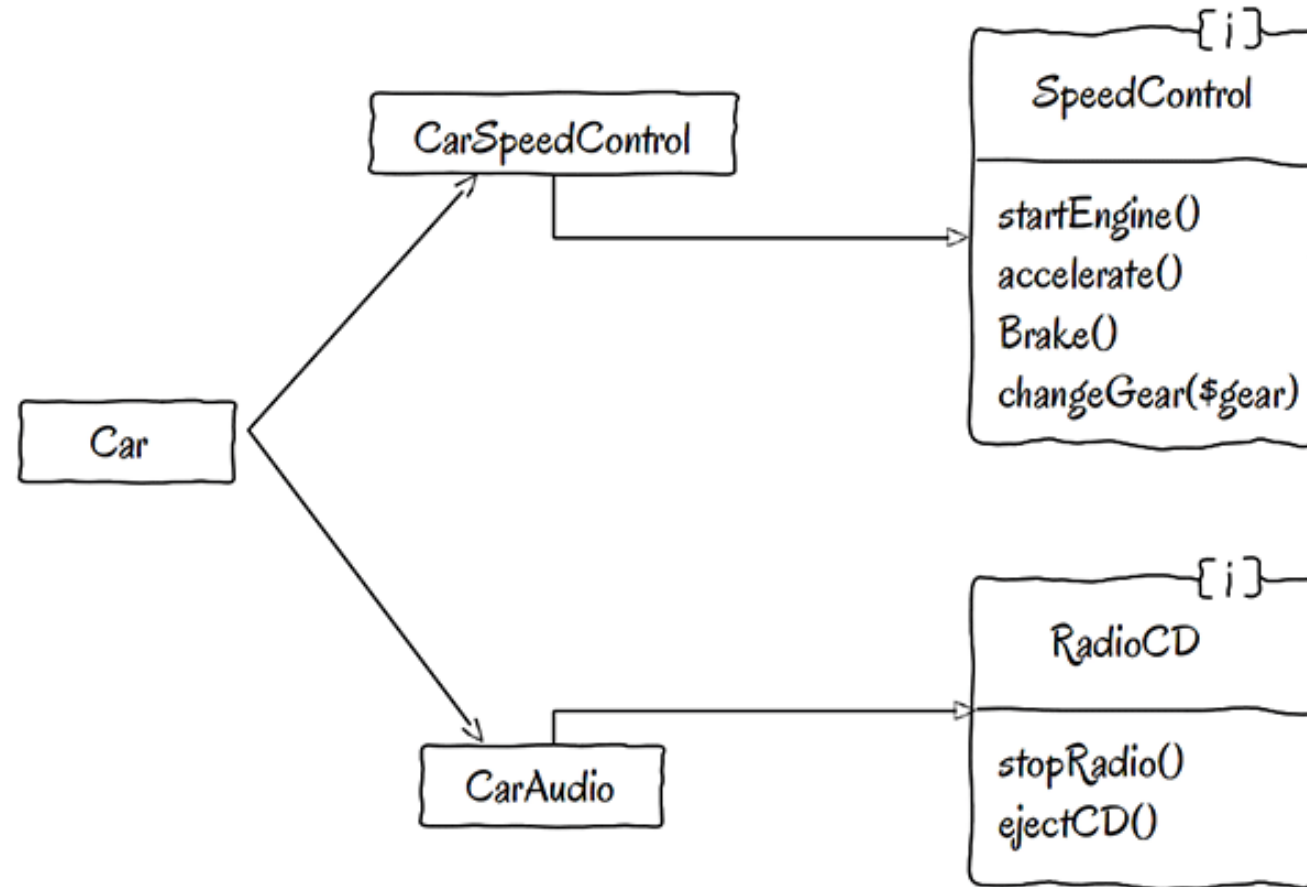 [i]
SpeedControl
CarSpeedControl
startEngine()
accelerate()
Brake()
changeGear($gear)
Car
[i]
RadioCD
stopRadio()
ejectCD()
CarAudio